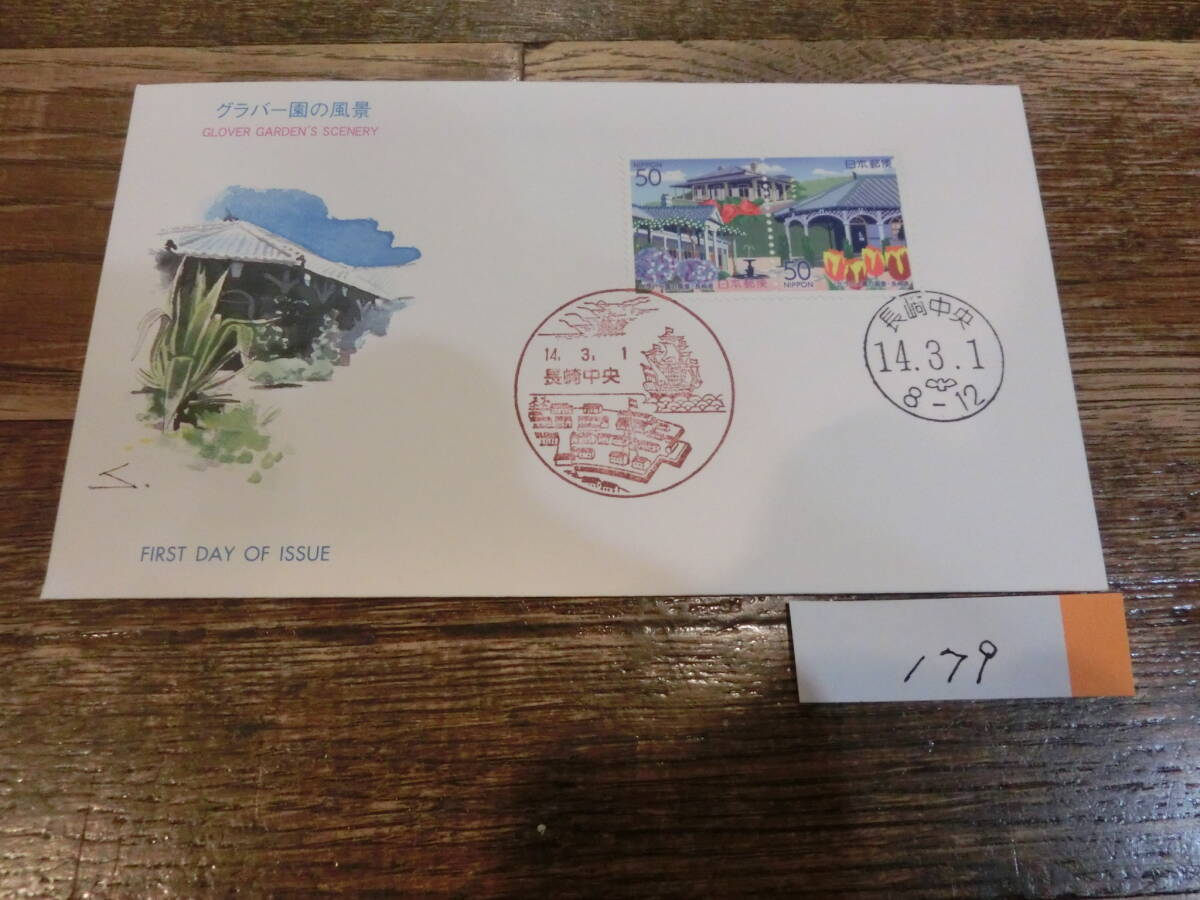 グラバー園の風景
GLOVER GARDEN'S SCENERY
NIPPON
50
日本郵便
50
NIPPON
日本郵便
14. 3. 1
長崎中央
長崎中央
14.3.1
8-12
S.
FIRST DAY OF ISSUE
179